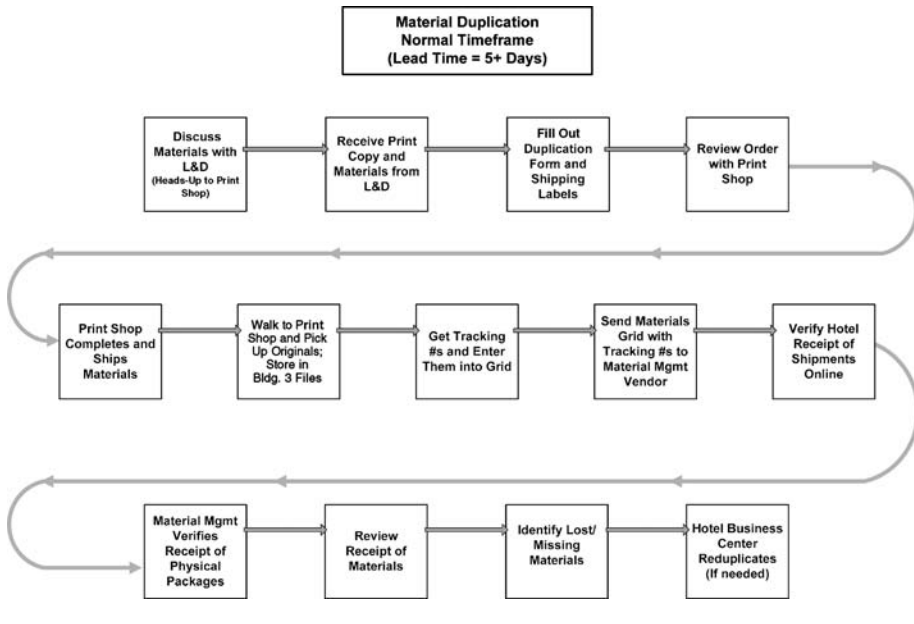 Material Duplication
Normal Timeframe
(Lead Time = 5+ Days)
Discuss
Materials with
L&D
(Heads-Up to Print
Shop)
Receive Print
Copy and
Materials from
L&D
Fill Out
Duplication
Form and
Shipping
Labels
Review Order
with Print
Shop
Print Shop
Completes and
Ships
Materials
Walk to Print
Shop and Pick
Up Originals;
Store in
Bldg. 3 Files
Get Tracking
#s and Enter
Them into Grid
Send Materials
Grid with
Tracking #s to
Material Mgmt
Vendor
Verify Hotel
Receipt of
Shipments
Online
Material Mgmt
Verifies
Receipt of
Physical
Packages
Review
Receipt of
Materials
Identify Lost/
Missing
Materials
Hotel Business
Center
Reduplicates
(If needed)